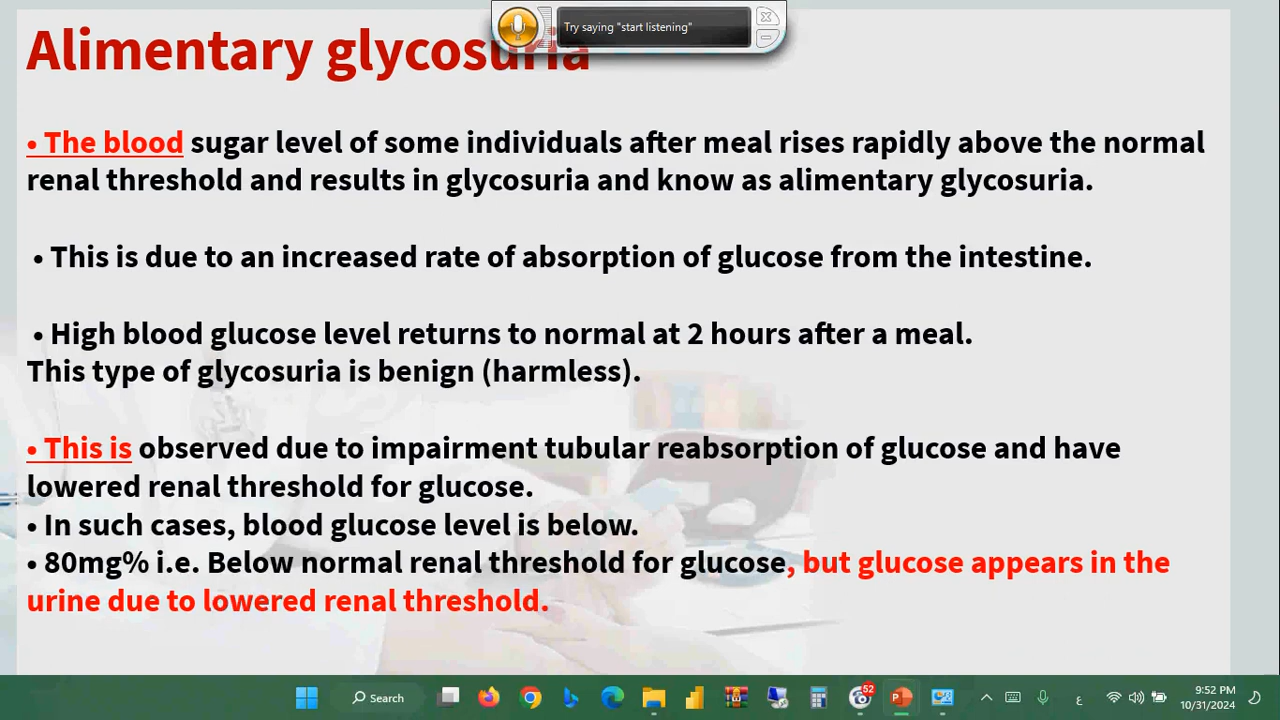 Try saying "start listening"
Alimentary glycosuria
• The blood sugar level of some individuals after meal rises rapidly above the normal
renal threshold and results in glycosuria and know as alimentary glycosuria.
• This is due to an increased rate of absorption of glucose from the intestine.
• High blood glucose level returns to normal at 2 hours after a meal.
This type of glycosuria is benign (harmless).
• This is observed due to impairment tubular reabsorption of glucose and have
lowered renal threshold for glucose.
• In such cases, blood glucose level is below.
• 80mg% i.e. Below normal renal threshold for glucose, but glucose appears in the
urine due to lowered renal threshold.
Search
52
ع
9:52 PM
10/31/2024